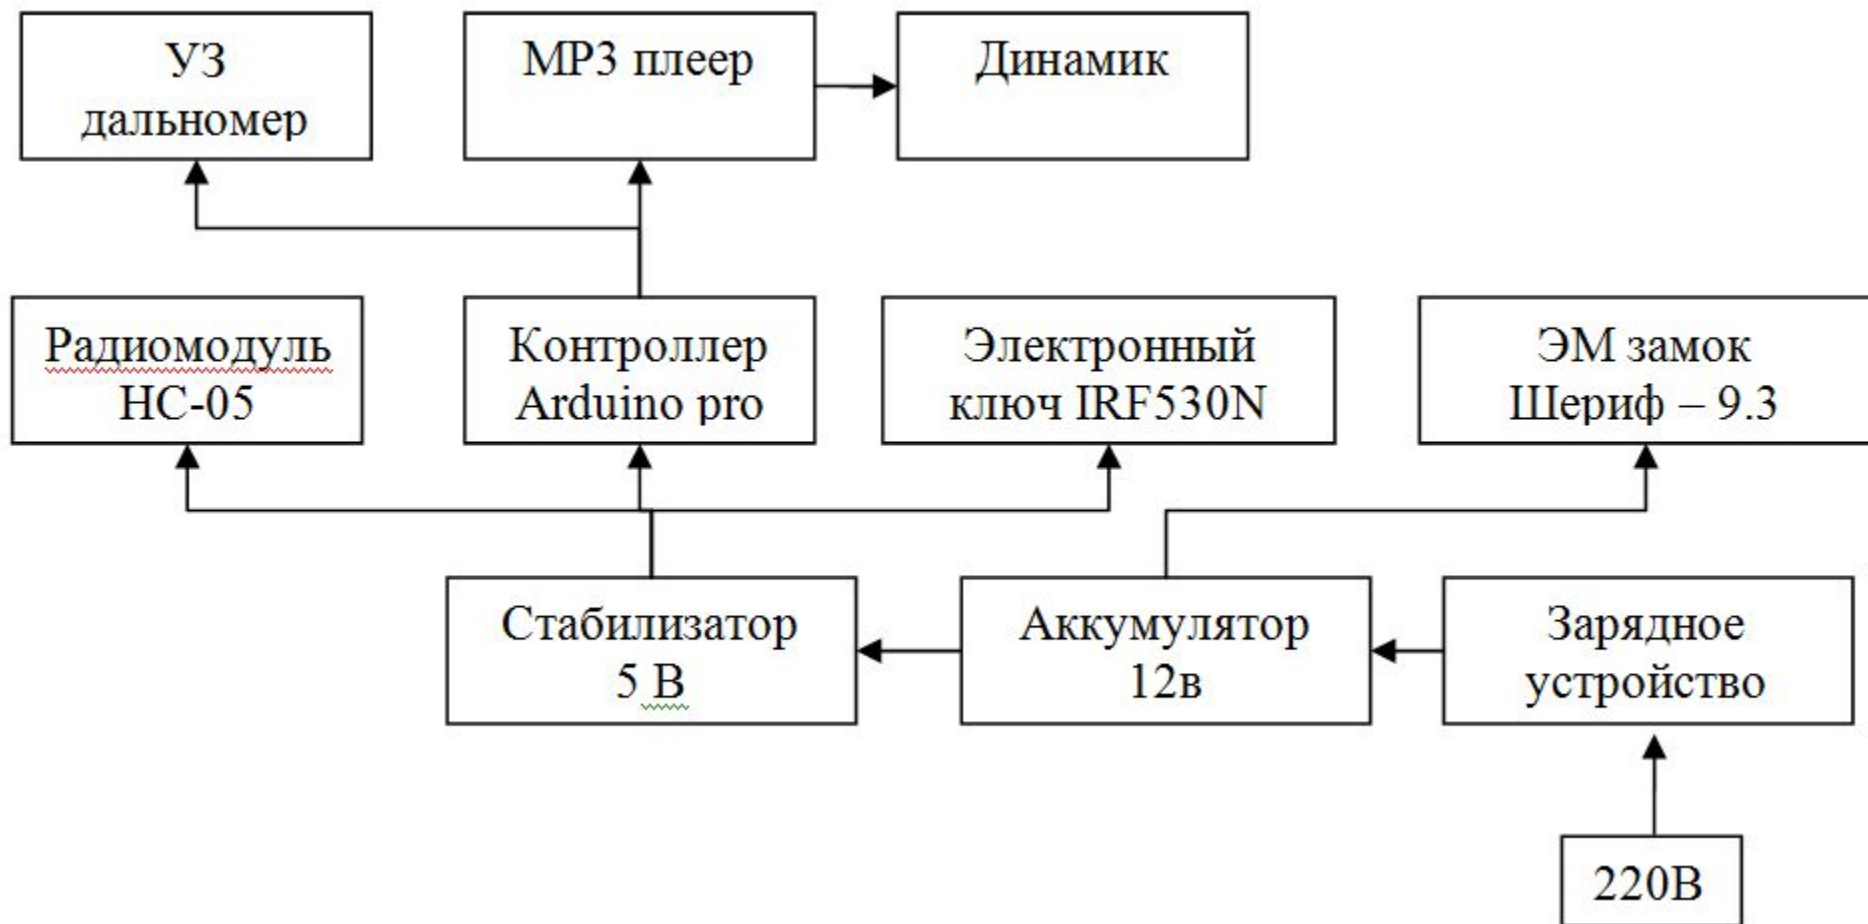 УЗ
дальномер
MP3 плеер
Динамик
Радиомодуль
HC-05
Контроллер
Arduino pro
Электронный
ключ IRF530N
ЭМ замок
Шериф – 9.3
Стабилизатор
5 В
Аккумулятор
12в
Зарядное
устройство
220В